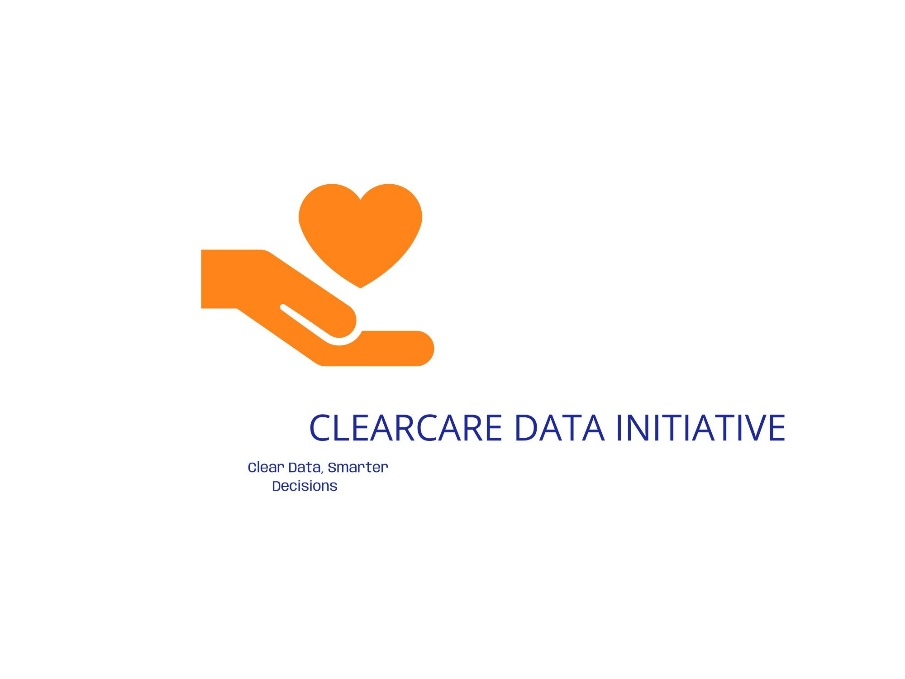 CLEARCARE DATA INITIATIVE
Clear Data, Smarter
Decisions